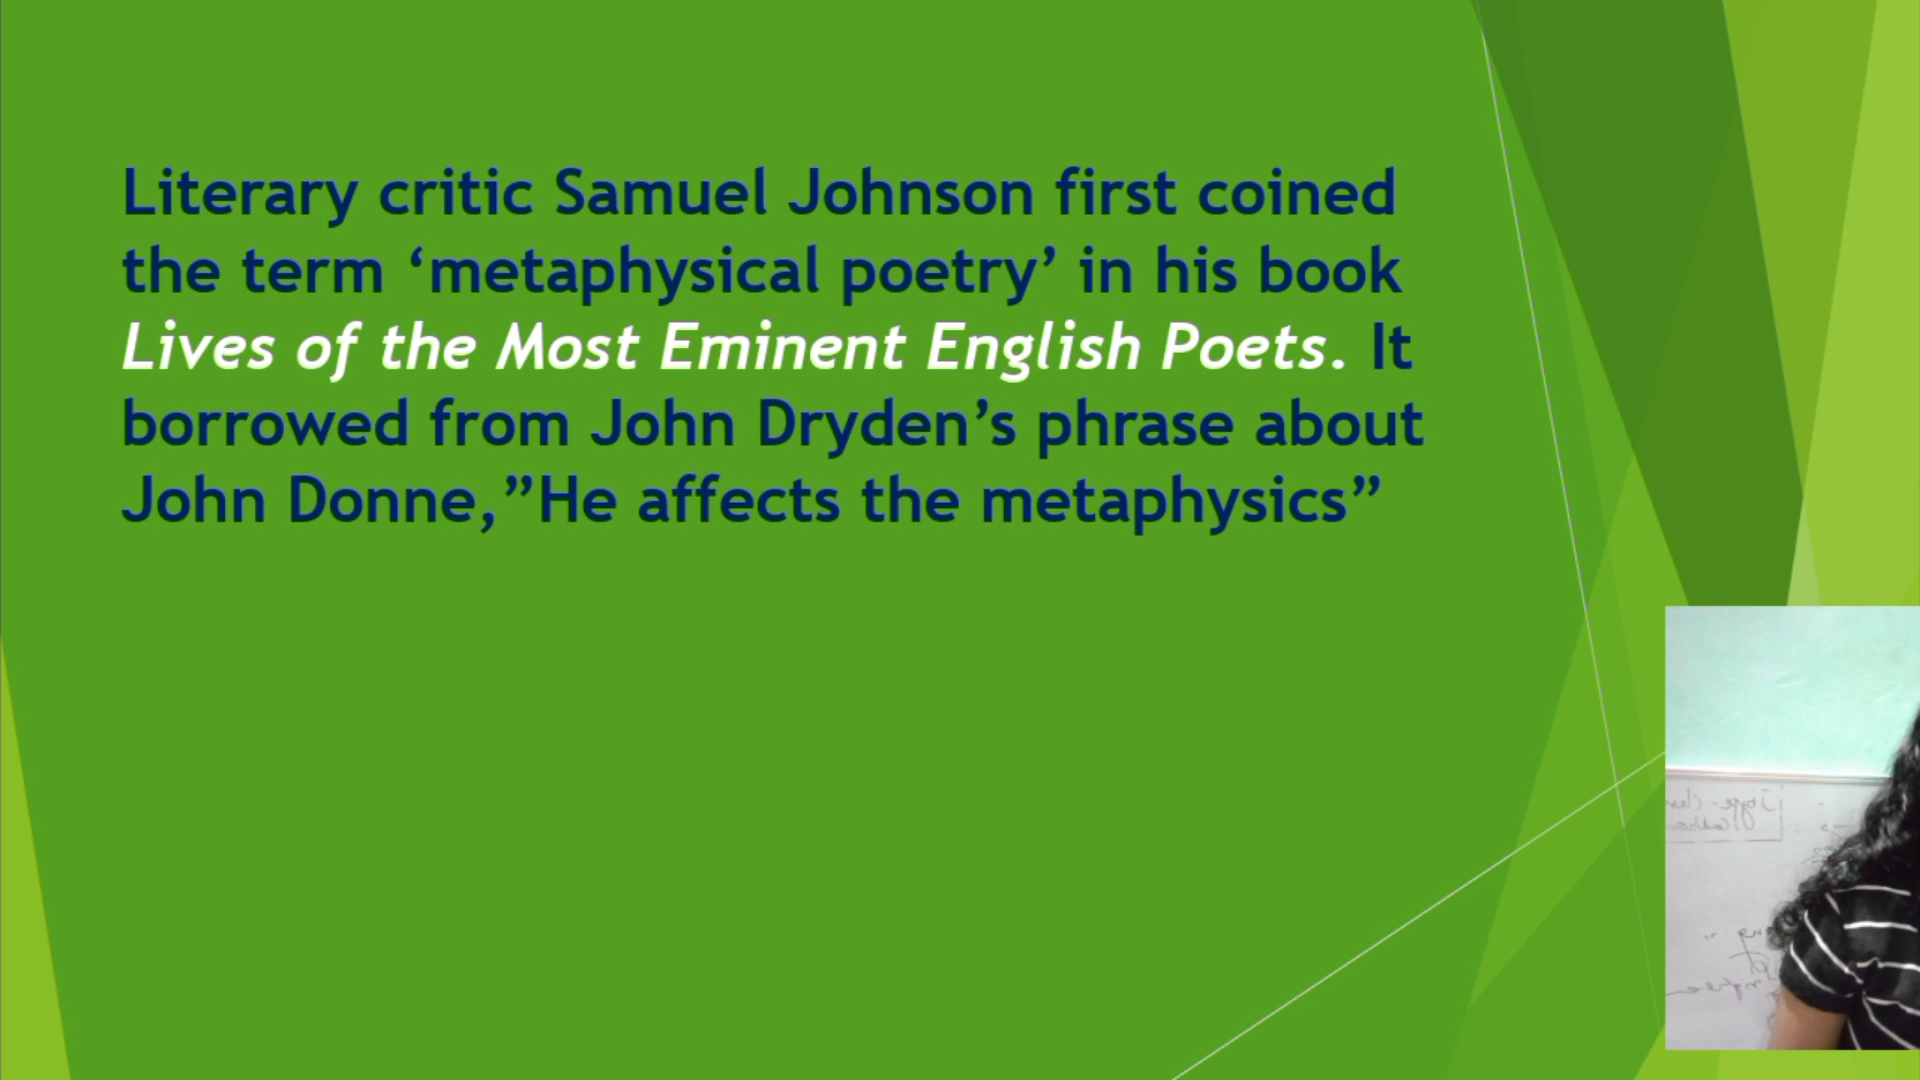 Literary critic Samuel Johnson first coined
the term ‘metaphysical poetry’ in his book
Lives of the Most Eminent English Poets. It
borrowed from John Dryden’s phrase about
John Donne,”He affects the metaphysics”